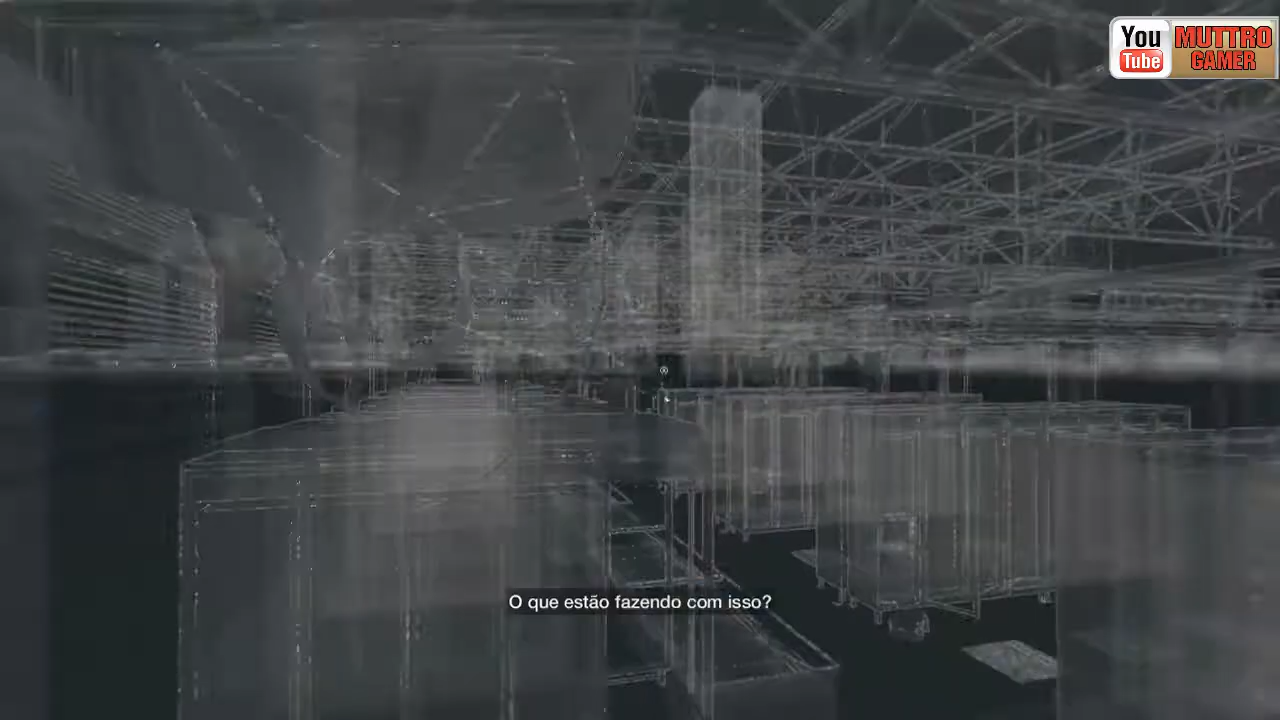 You
Tube
MUTTRO
GAMER
O que estão fazendo com isso?